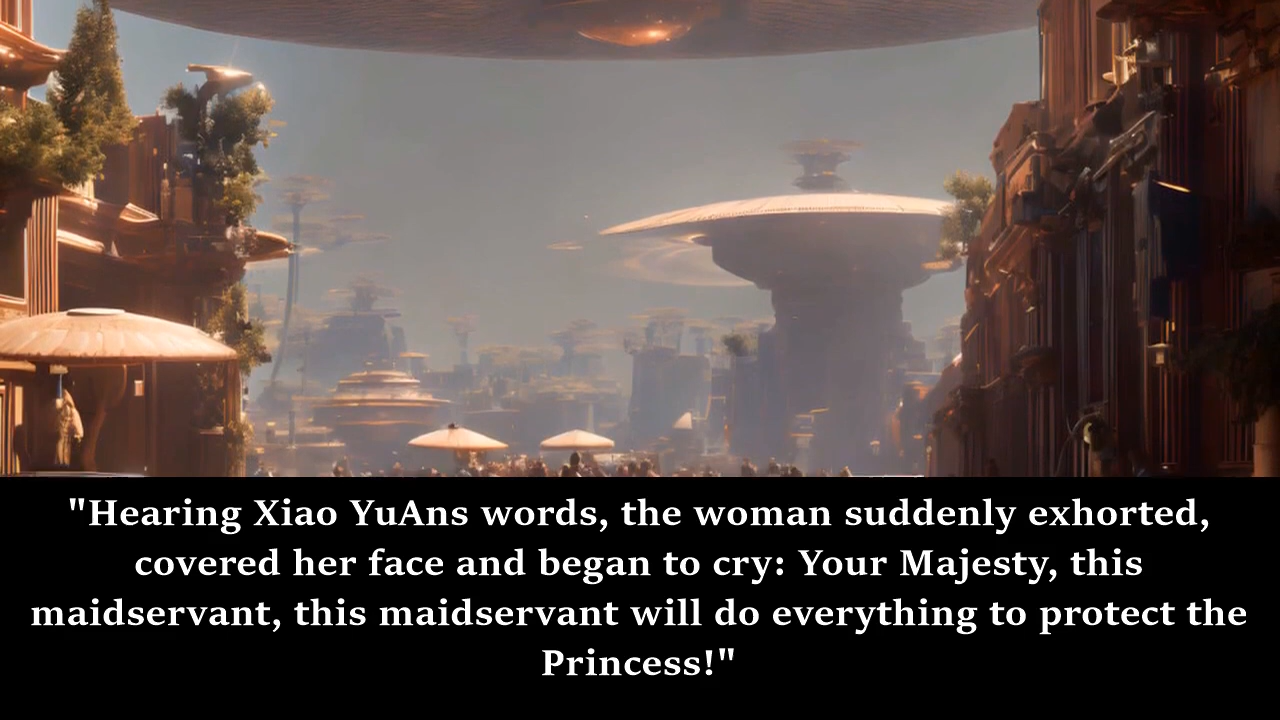 "Hearing Xiao YuAns words, the woman suddenly exhorted,
covered her face and began to cry: Your Majesty, this
maidservant, this maidservant will do everything to protect the
Princess!"